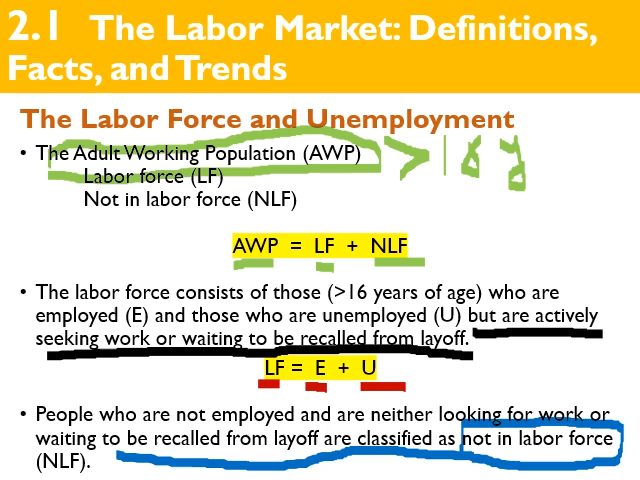 2.1 The Labor Market: Definitions,
Facts, and Trends
The Labor Force and Unemployment
• The Adult Working Population (AWP) > 16 y
Labor force (LF)
Not in labor force (NLF)
AWP = LF + NLF
• The labor force consists of those (>16 years of age) who are
employed (E) and those who are unemployed (U) but are actively
seeking work or waiting to be recalled from layoff.
LF = E + U
• People who are not employed and are neither looking for work or
waiting to be recalled from layoff are classified as not in labor force
(NLF).